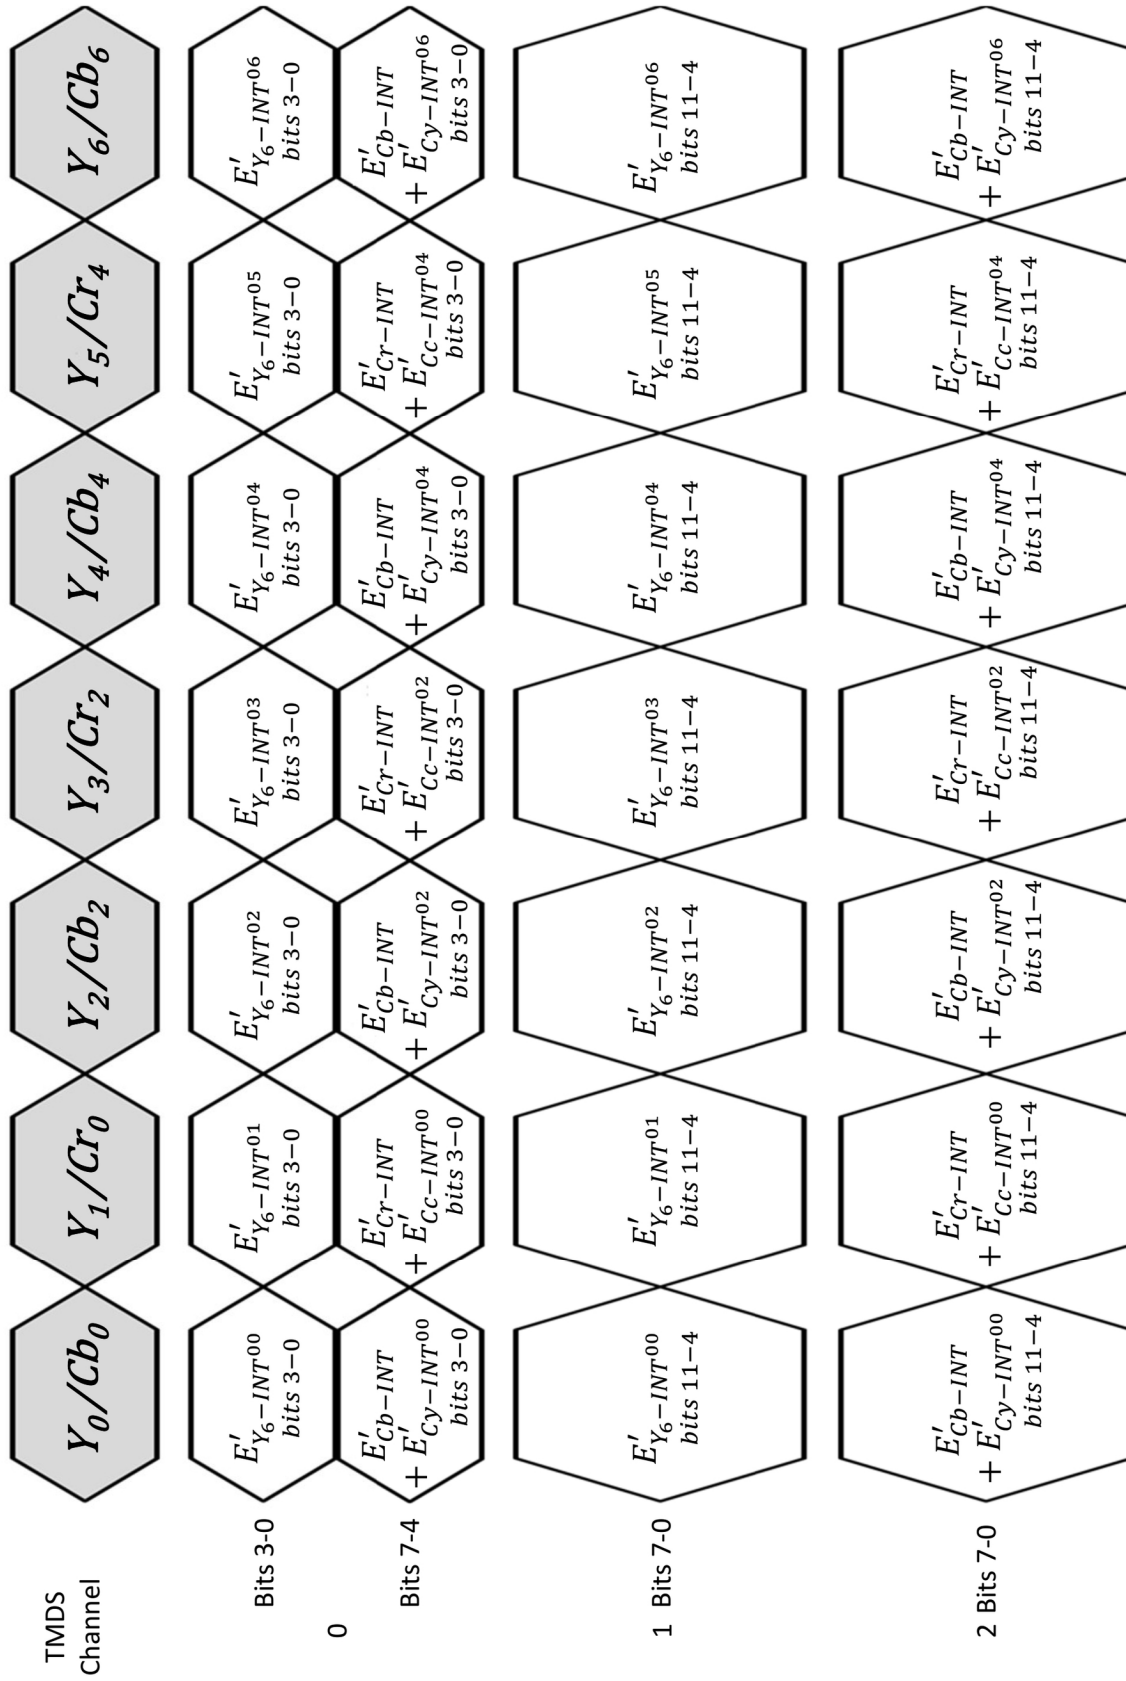 TMDS
Channel
Y₀/Cb₀
Y₁/Cr₀
Y₂/Cb₂
Y₃/Cr₂
Y₄/Cb₄
Y₅/Cr₄
Y₆/Cb₆
0
Bits 3-0
E′Y₆−INT⁰⁰
bits 3−0
E′Y₆−INT⁰¹
bits 3−0
E′Y₆−INT⁰²
bits 3−0
E′Y₆−INT⁰³
bits 3−0
E′Y₆−INT⁰⁴
bits 3−0
E′Y₆−INT⁰⁵
bits 3−0
E′Y₆−INT⁰⁶
bits 3−0
Bits 7-4
E′Cb−INT
+ E′Cy−INT⁰⁰
bits 3−0
E′Cr−INT
+ E′Cc−INT⁰⁰
bits 3−0
E′Cb−INT
+ E′Cy−INT⁰²
bits 3−0
E′Cr−INT
+ E′Cc−INT⁰²
bits 3−0
E′Cb−INT
+ E′Cy−INT⁰⁴
bits 3−0
E′Cr−INT
+ E′Cc−INT⁰⁴
bits 3−0
E′Cb−INT
+ E′Cy−INT⁰⁶
bits 3−0
1 Bits 7-0
E′Y₆−INT⁰⁰
bits 11−4
E′Y₆−INT⁰¹
bits 11−4
E′Y₆−INT⁰²
bits 11−4
E′Y₆−INT⁰³
bits 11−4
E′Y₆−INT⁰⁴
bits 11−4
E′Y₆−INT⁰⁵
bits 11−4
E′Y₆−INT⁰⁶
bits 11−4
2 Bits 7-0
E′Cb−INT
+ E′Cy−INT⁰⁰
bits 11−4
E′Cr−INT
+ E′Cc−INT⁰⁰
bits 11−4
E′Cb−INT
+ E′Cy−INT⁰²
bits 11−4
E′Cr−INT
+ E′Cc−INT⁰²
bits 11−4
E′Cb−INT
+ E′Cy−INT⁰⁴
bits 11−4
E′Cr−INT
+ E′Cc−INT⁰⁴
bits 11−4
E′Cb−INT
+ E′Cy−INT⁰⁶
bits 11−4